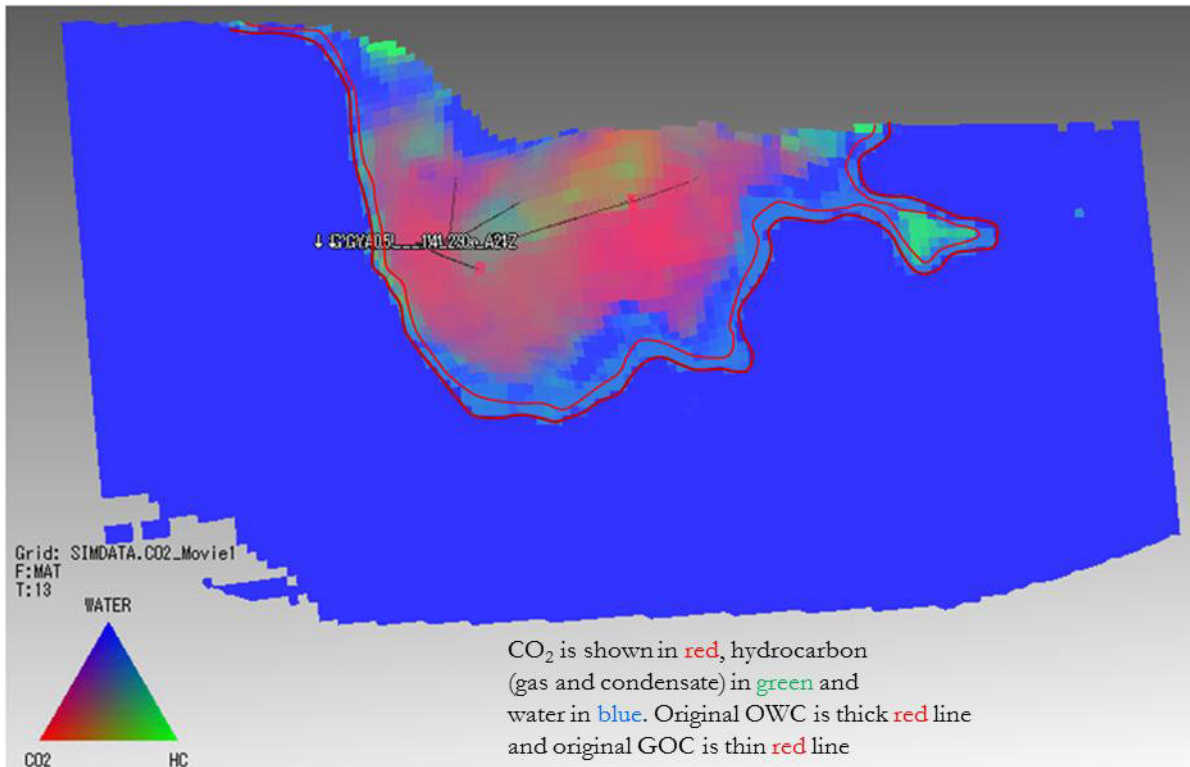 Grid: SIMDATA.CO2_Movie1
F:MAT
T:13
WATER
CO2
HC
CO₂ is shown in red, hydrocarbon
(gas and condensate) in green and
water in blue. Original OWC is thick red line
and original GOC is thin red line